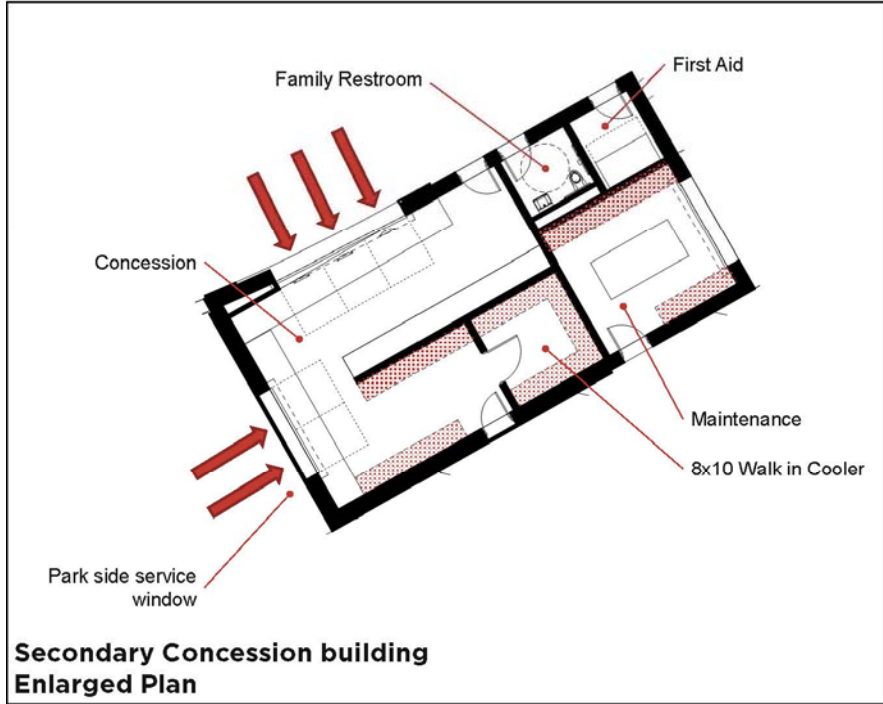 Family Restroom
First Aid
Concession
Maintenance
8x10 Walk in Cooler
Park side service
window
Secondary Concession building
Enlarged Plan